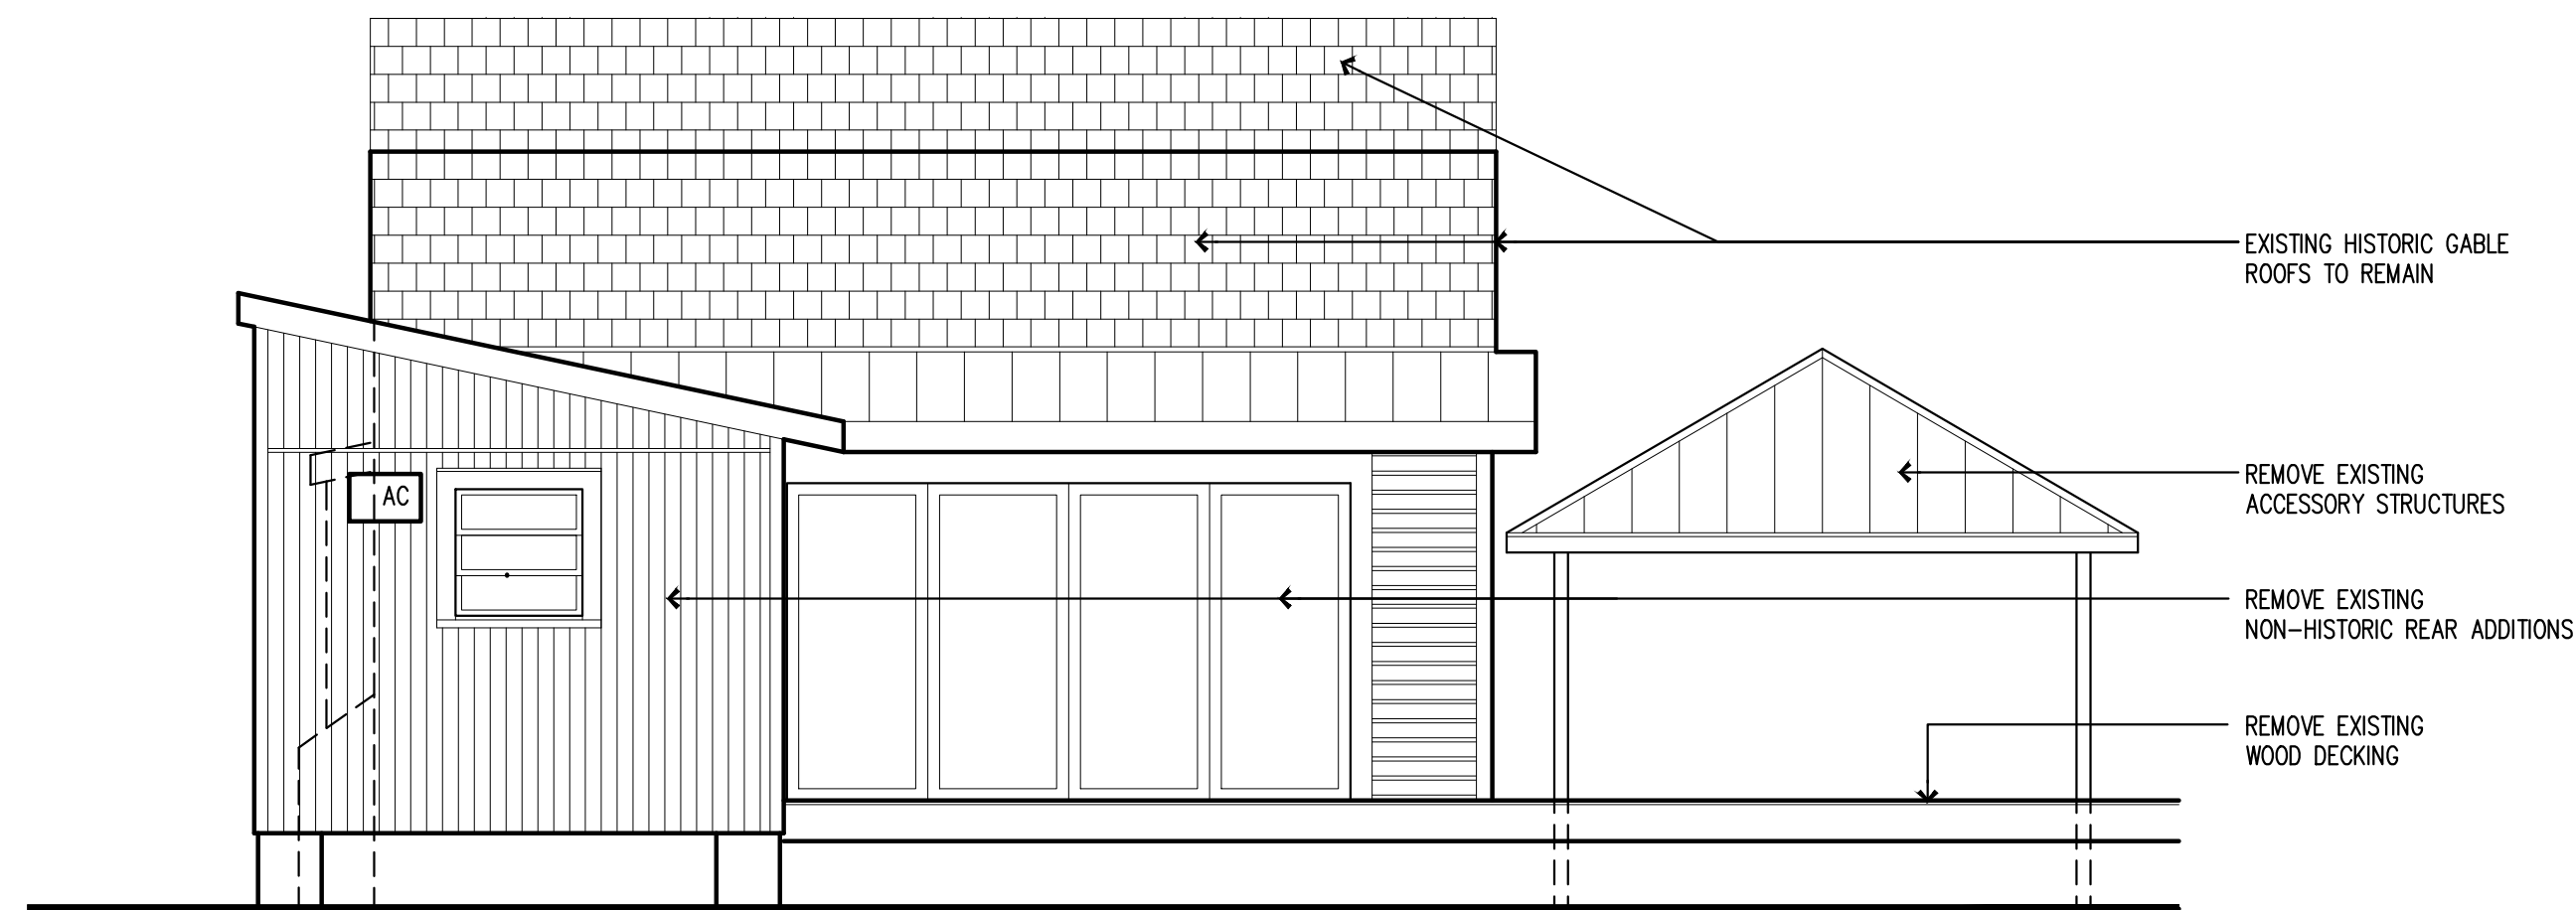 EXISTING HISTORIC GABLE
ROOFS TO REMAIN
REMOVE EXISTING
ACCESSORY STRUCTURES
AC
REMOVE EXISTING
NON-HISTORIC REAR ADDITIONS
REMOVE EXISTING
WOOD DECKING